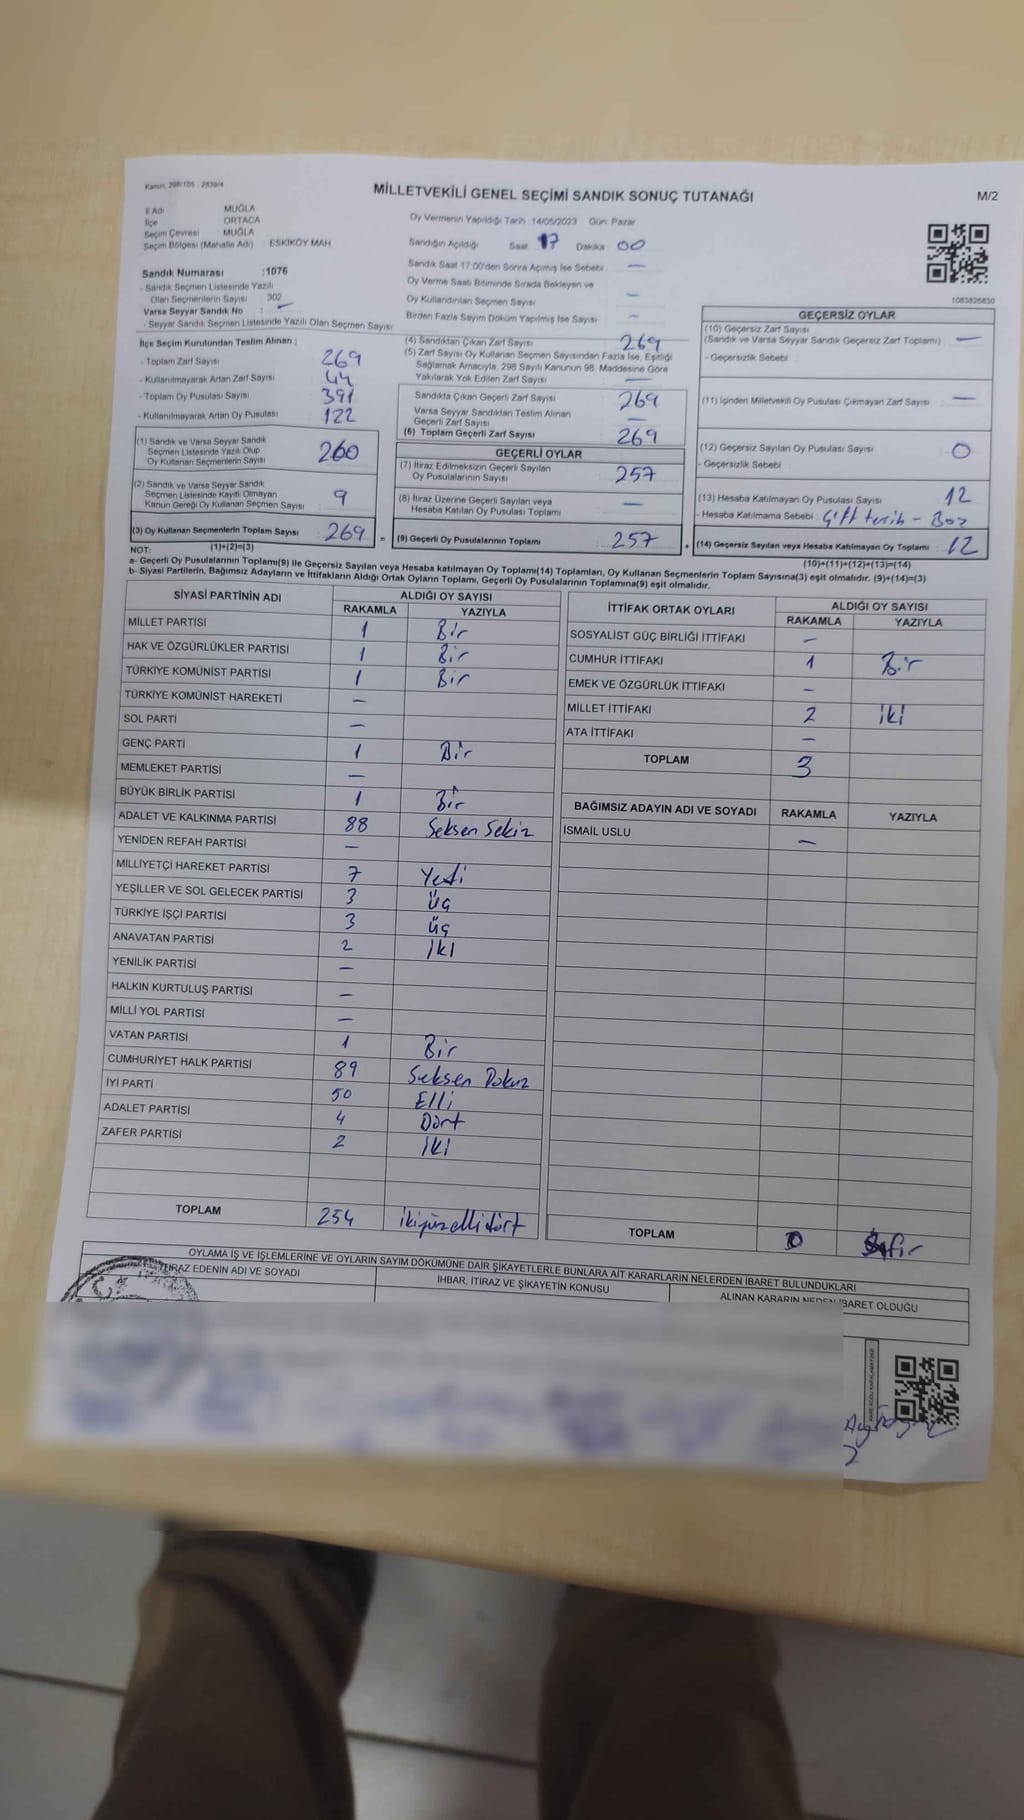 Kanun, 298/105 , 2839/4
MİLLETVEKİLİ GENEL SEÇİMİ SANDIK SONUÇ TUTANAĞI
M/2
İl Adı MUĞLA
İlçe ORTACA
Seçim Çevresi MUĞLA
Seçim Bölgesi (Mahalle Adı) : ESKİKÖY MAH.
Oy Vermenin Yapıldığı Tarih : 14/05/2023 Gün: Pazar
Sandığın Açıldığı Saat 17 Dakika 00
Sandık Saat 17:00'den Sonra Açımış İse Sebebi : —
Oy Verme Saati Bitiminde Sırada Bekleyen ve
Oy Kullandırılan Seçmen Sayısı —
Birden Fazla Sayım Döküm Yapılmış İse Sayısı : —
Sandık Numarası :1076
- Sandık Seçmen Listesinde Yazılı
Olan Seçmenlerin Sayısı : 302
Varsa Seyyar Sandık No : —
- Seyyar Sandık Seçmen Listesinde Yazılı Olan Seçmen Sayısı
1083826830
İlçe Seçim Kurulundan Teslim Alınan :
- Toplam Zarf Sayısı 269
- Kullanılmayarak Artan Zarf Sayısı 44
- Toplam Oy Pusulası Sayısı 391
- Kullanılmayarak Artan Oy Pusulası 122
(4) Sandıktan Çıkan Zarf Sayısı : 269
(5) Zarf Sayısı Oy Kullanan Seçmen Sayısından Fazla İse, Eşitliği
Sağlamak Amacıyla, 298 Sayılı Kanunun 98. Maddesine Göre
Yakılarak Yok Edilen Zarf Sayısı —
Sandıkta Çıkan Geçerli Zarf Sayısı 269
Varsa Seyyar Sandıktan Teslim Alınan
Geçerli Zarf Sayısı —
(6) Toplam Geçerli Zarf Sayısı 269
GEÇERSİZ OYLAR
(10) Geçersiz Zarf Sayısı
(Sandık ve Varsa Seyyar Sandık Geçersiz Zarf Toplamı) : —
- Geçersizlik Sebebi :
(11) İçinden Milletvekili Oy Pusulası Çıkmayan Zarf Sayısı : —
(12) Geçersiz Sayılan Oy Pusulası Sayısı : 0
- Geçersizlik Sebebi :
(13) Hesaba Katılmayan Oy Pusulası Sayısı 12
- Hesaba Katılmama Sebebi : Çift tercih - Boş
(14) Geçersiz Sayılan veya Hesaba Katılmayan Oy Toplamı : 12
(10)+(11)+(12)+(13)=(14)
(1) Sandık ve Varsa Seyyar Sandık
Seçmen Listesinde Yazılı Olup
Oy Kullanan Seçmenlerin Sayısı 260
(2) Sandık ve Varsa Seyyar Sandık
Seçmen Listesinde Kayıtlı Olmayan
Kanun Gereği Oy Kullanan Seçmen Sayısı 9
(3) Oy Kullanan Seçmenlerin Toplam Sayısı : 269
(1)+(2)=(3)
GEÇERLİ OYLAR
(7) İtiraz Edilmeksizin Geçerli Sayılan
Oy Pusulalarının Sayısı : 257
(8) İtiraz Üzerine Geçerli Sayılan veya
Hesaba Katılan Oy Pusulası Toplamı : —
= (9) Geçerli Oy Pusulalarının Toplamı : 257 +
NOT:
a- Geçerli Oy Pusulaları Toplamı(9) ile Geçersiz Sayılan veya Hesaba katılmayan Oy Toplamı(14) Toplamları, Oy Kullanan Seçmenlerin Toplam Sayısına(3) eşit olmalıdır. (9)+(14)=(3)
b- Siyasi Partilerin, Bağımsız Adayların ve İttifakların Aldığı Ortak Oyların Toplamı, Geçerli Oy Pusulalarının Toplamına(9) eşit olmalıdır.
SİYASİ PARTİNİN ADI ALDIĞI OY SAYISI
RAKAMLA YAZIYLA
MİLLET PARTİSİ 1 Bir
HAK VE ÖZGÜRLÜKLER PARTİSİ 1 Bir
TÜRKİYE KOMÜNİST PARTİSİ 1 Bir
TÜRKİYE KOMÜNİST HAREKETİ —
SOL PARTİ —
GENÇ PARTİ 1 Bir
MEMLEKET PARTİSİ —
BÜYÜK BİRLİK PARTİSİ 1 Bir
ADALET VE KALKINMA PARTİSİ 88 Seksen Sekiz
YENİDEN REFAH PARTİSİ —
MİLLİYETÇİ HAREKET PARTİSİ 7 Yedi
YEŞİLLER VE SOL GELECEK PARTİSİ 3 Üç
TÜRKİYE İŞÇİ PARTİSİ 3 Üç
ANAVATAN PARTİSİ 2 İki
YENİLİK PARTİSİ —
HALKIN KURTULUŞ PARTİSİ —
MİLLİ YOL PARTİSİ —
VATAN PARTİSİ 1 Bir
CUMHURİYET HALK PARTİSİ 89 Seksen Dokuz
İYİ PARTİ 50 Elli
ADALET PARTİSİ 4 Dört
ZAFER PARTİSİ 2 İki
TOPLAM 254 ikiyüzellidört
İTTİFAK ORTAK OYLARI ALDIĞI OY SAYISI
RAKAMLA YAZIYLA
SOSYALİST GÜÇ BİRLİĞİ İTTİFAKI —
CUMHUR İTTİFAKI 1 Bir
EMEK VE ÖZGÜRLÜK İTTİFAKI —
MİLLET İTTİFAKI 2 iki
ATA İTTİFAKI —
TOPLAM 3
BAĞIMSIZ ADAYIN ADI VE SOYADI RAKAMLA YAZIYLA
İSMAİL USLU —
TOPLAM 0 Sıfır
OYLAMA İŞ VE İŞLEMLERİNE VE OYLARIN SAYIM DÖKÜMÜNE DAİR ŞİKAYETLERLE BUNLARA AİT KARARLARIN NELERDEN İBARET BULUNDUKLARI
İTİRAZ EDENİN ADI VE SOYADI İHBAR, İTİRAZ VE ŞİKAYETİN KONUSU ALINAN KARARIN NEDEN İBARET OLDUĞU